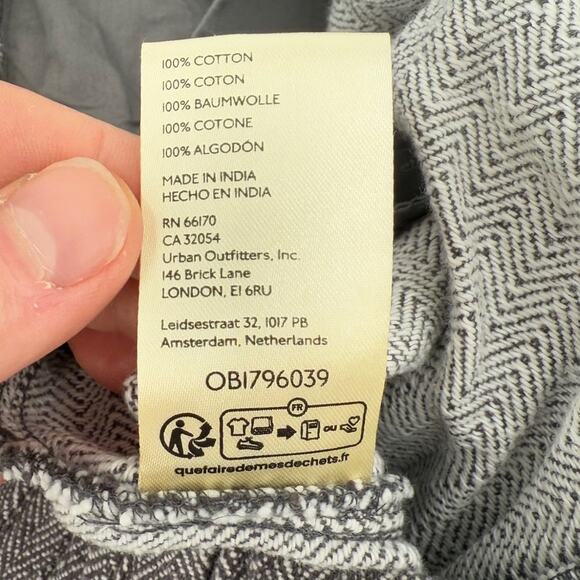 100% COTTON
100% COTON
100% BAUMWOLLE
100% COTONE
100% ALGODÓN
MADE IN INDIA
HECHO EN INDIA
RN 66170
CA 32054
Urban Outfitters, Inc.
146 Brick Lane
LONDON, E1 6RU
Leidsestraat 32, 1017 PB
Amsterdam, Netherlands
OB1796039
FR
ou
quefairedemesdechets.fr